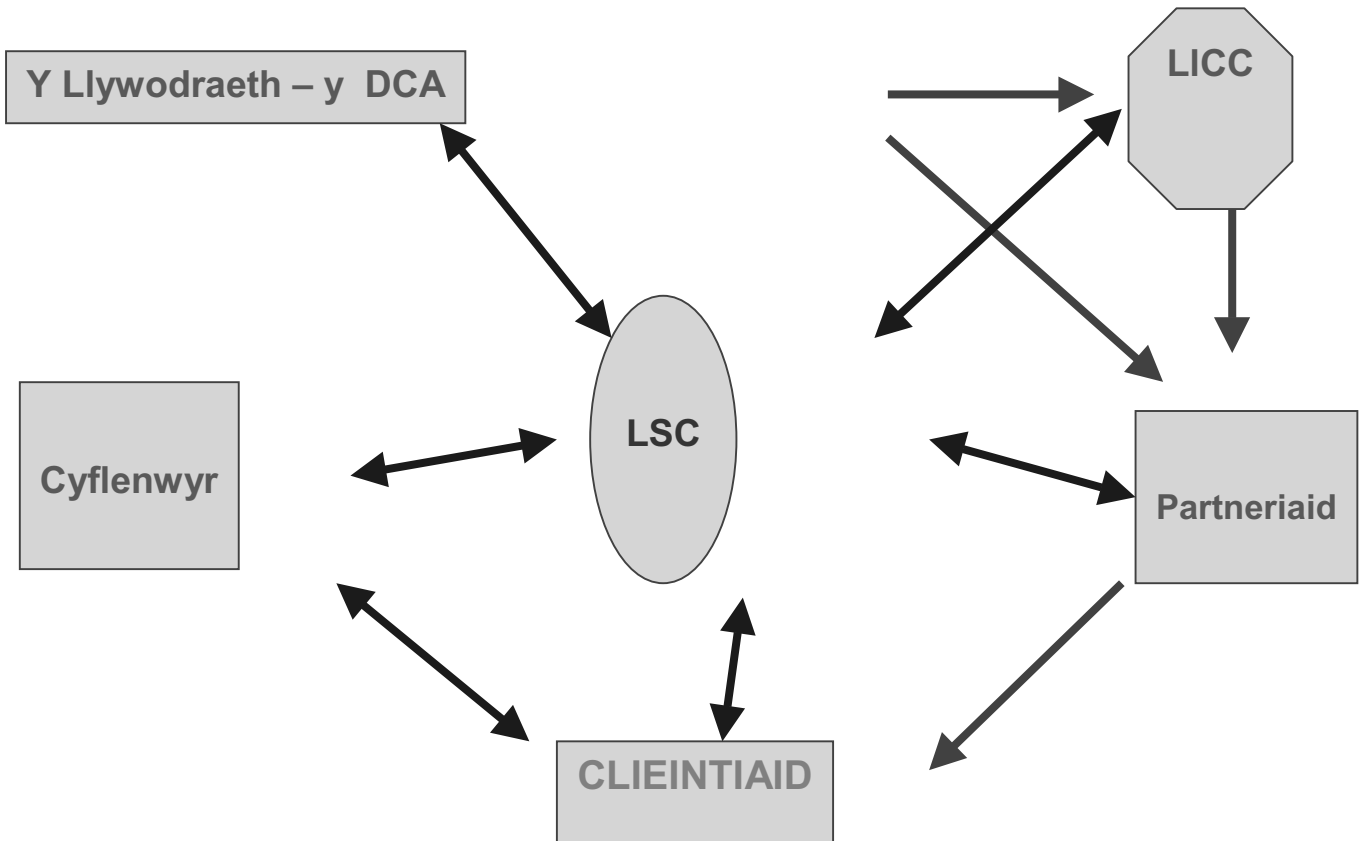 Y Llywodraeth – y DCA
LICC
LSC
Cyflenwyr
Partneriaid
CLIEINTIAID